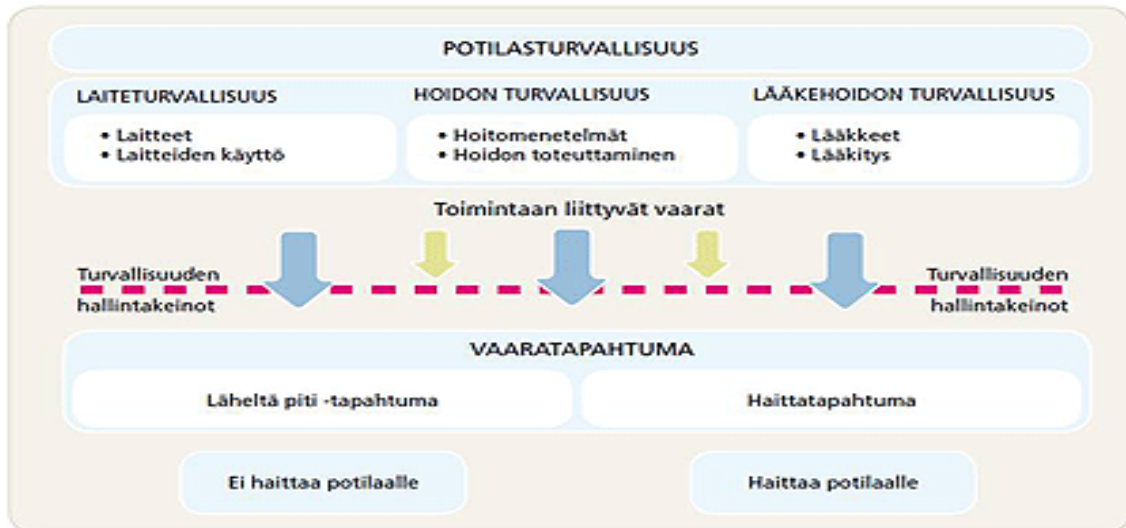 POTILASTURVALLISUUS
LAITETURVALLISUUS
• Laitteet
• Laitteiden käyttö
HOIDON TURVALLISUUS
• Hoitomenetelmät
• Hoidon toteuttaminen
LÄÄKEHOIDON TURVALLISUUS
• Lääkkeet
• Lääkitys
Toimintaan liittyvät vaarat
Turvallisuuden
hallintakeinot
Turvallisuuden
hallintakeinot
VAARATAPAHTUMA
Läheltä piti -tapahtuma
Haittatapahtuma
Ei haittaa potilaalle
Haittaa potilaalle